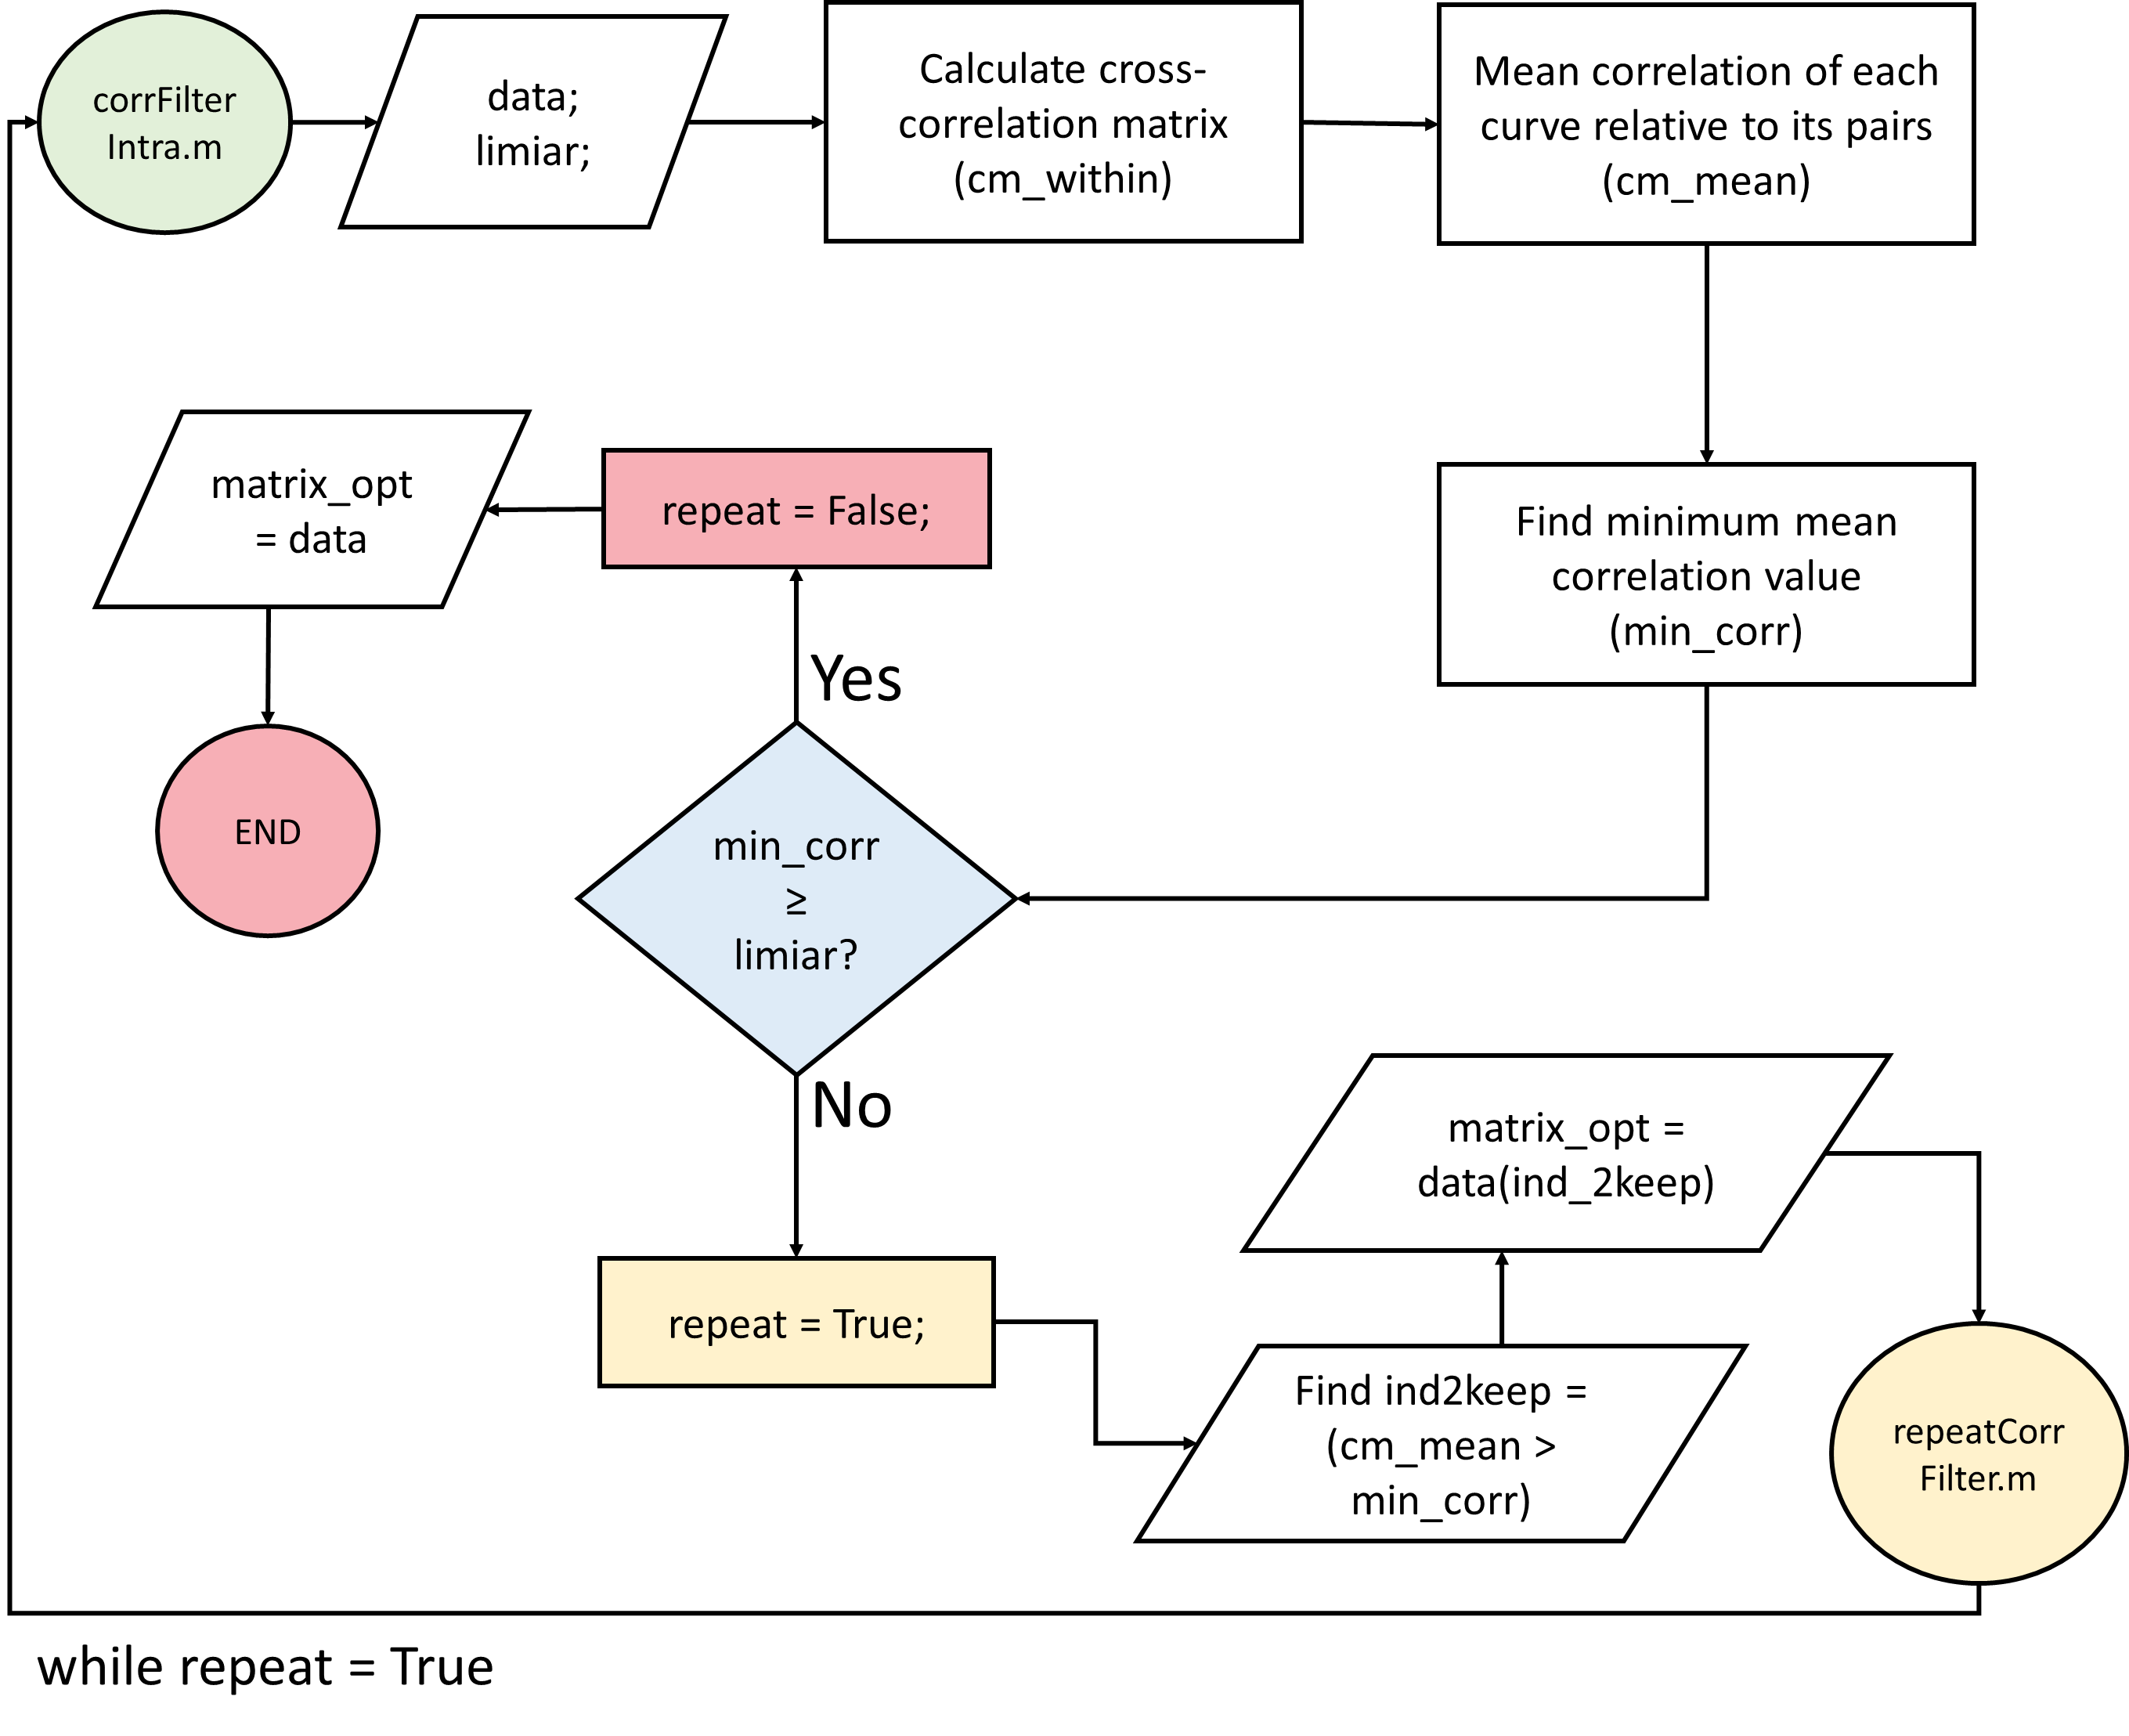 corrFilter
Intra.m
data;
limiar;
Calculate cross-
correlation matrix
(cm_within)
Mean correlation of each
curve relative to its pairs
(cm_mean)
Find minimum mean
correlation value
(min_corr)
min_corr
≥
limiar?
Yes
repeat = False;
matrix_opt
= data
END
No
repeat = True;
Find ind2keep =
(cm_mean >
min_corr)
matrix_opt =
data(ind_2keep)
repeatCorr
Filter.m
while repeat = True